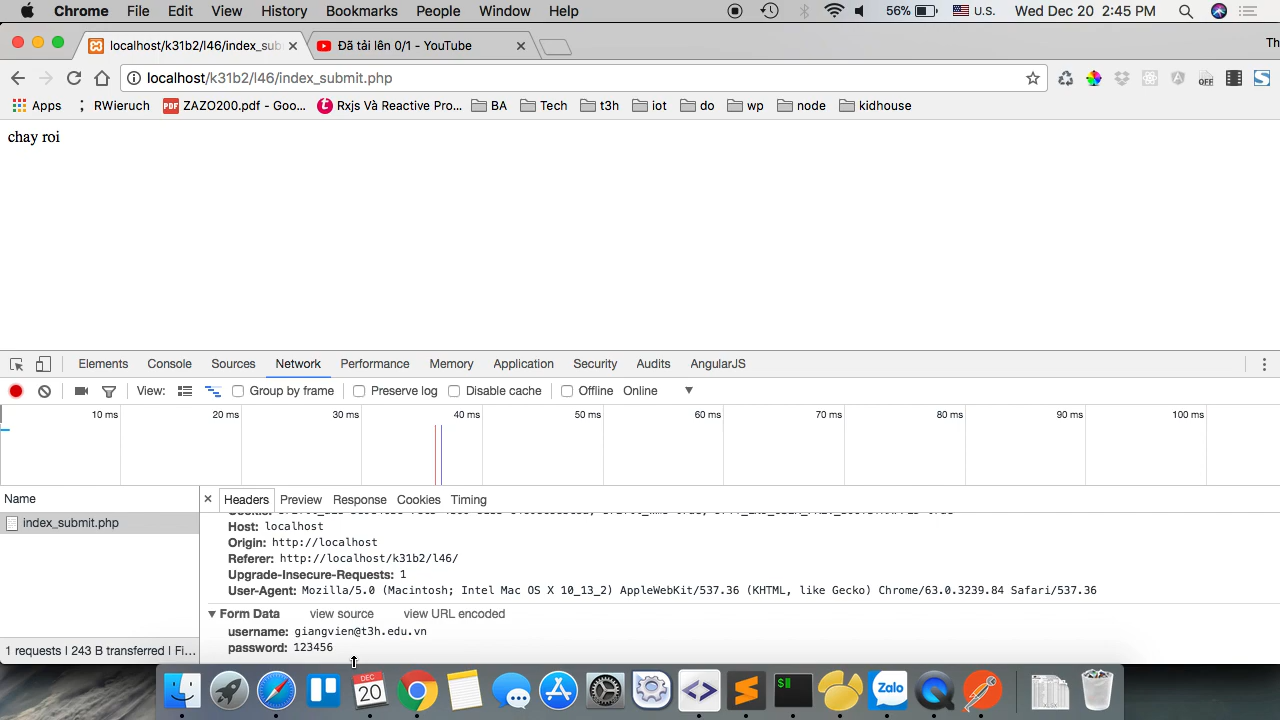 Chrome File Edit View History Bookmarks People Window Help 56% U.S. Wed Dec 20 2:45 PM
localhost/k31b2/l46/index_sub Đã tải lên 0/1 - YouTube Th
localhost/k31b2/l46/index_submit.php
Apps RWieruch ZAZO200.pdf - Goo... Rxjs Và Reactive Pro... BA Tech t3h iot do wp node kidhouse
chay roi
Elements Console Sources Network Performance Memory Application Security Audits AngularJS
View: Group by frame Preserve log Disable cache Offline Online
10 ms 20 ms 30 ms 40 ms 50 ms 60 ms 70 ms 80 ms 90 ms 100 ms
Name Headers Preview Response Cookies Timing
index_submit.php
Host: localhost
Origin: http://localhost
Referer: http://localhost/k31b2/l46/
Upgrade-Insecure-Requests: 1
User-Agent: Mozilla/5.0 (Macintosh; Intel Mac OS X 10_13_2) AppleWebKit/537.36 (KHTML, like Gecko) Chrome/63.0.3239.84 Safari/537.36
Form Data view source view URL encoded
username: giangvien@t3h.edu.vn
password: 123456
1 requests | 243 B transferred | Fi...
DEC
20
Zalo